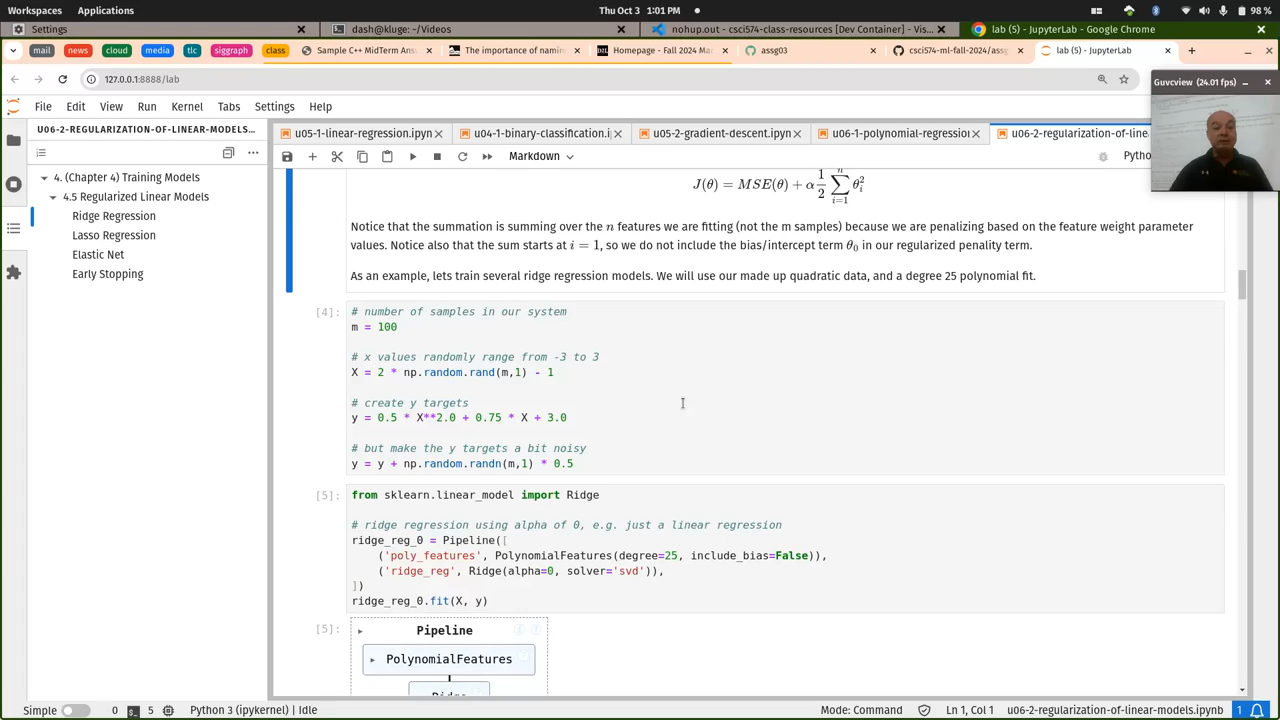 Workspaces Applications Thu Oct 3 1:01 PM 98 %
Settings dash@kluge: ~/Videos nohup.out - csci574-class-resources [Dev Container] - Vis... lab (5) - JupyterLab - Google Chrome
mail news cloud media tlc siggraph class Sample C++ MidTerm Ans The importance of naming Homepage - Fall 2024 Mac assg03 csci574-ml-fall-2024/assg lab (5) - JupyterLab
127.0.0.1:8888/lab
Guvcview (24.01 fps)
File Edit View Run Kernel Tabs Settings Help
U06-2-REGULARIZATION-OF-LINEAR-MODELS...
u05-1-linear-regression.ipyn u04-1-binary-classification.i u05-2-gradient-descent.ipyn u06-1-polynomial-regression u06-2-regularization-of-line
Markdown Pytho
4. (Chapter 4) Training Models
4.5 Regularized Linear Models
Ridge Regression
Lasso Regression
Elastic Net
Early Stopping
J(θ) = MSE(θ) + α 1/2 ∑ i=1 n θi2
Notice that the summation is summing over the n features we are fitting (not the m samples) because we are penalizing based on the feature weight parameter
values. Notice also that the sum starts at i = 1, so we do not include the bias/intercept term θ0 in our regularized penality term.
As an example, lets train several ridge regression models. We will use our made up quadratic data, and a degree 25 polynomial fit.
[4]: # number of samples in our system
m = 100
# x values randomly range from -3 to 3
X = 2 * np.random.rand(m,1) - 1
# create y targets
y = 0.5 * X**2.0 + 0.75 * X + 3.0
# but make the y targets a bit noisy
y = y + np.random.randn(m,1) * 0.5
[5]: from sklearn.linear_model import Ridge
# ridge regression using alpha of 0, e.g. just a linear regression
ridge_reg_0 = Pipeline([
('poly_features', PolynomialFeatures(degree=25, include_bias=False)),
('ridge_reg', Ridge(alpha=0, solver='svd')),
])
ridge_reg_0.fit(X, y)
[5]: Pipeline
PolynomialFeatures
Ridge
Simple 0 5 Python 3 (ipykernel) | Idle Mode: Command Ln 1, Col 1 u06-2-regularization-of-linear-models.ipynb 1